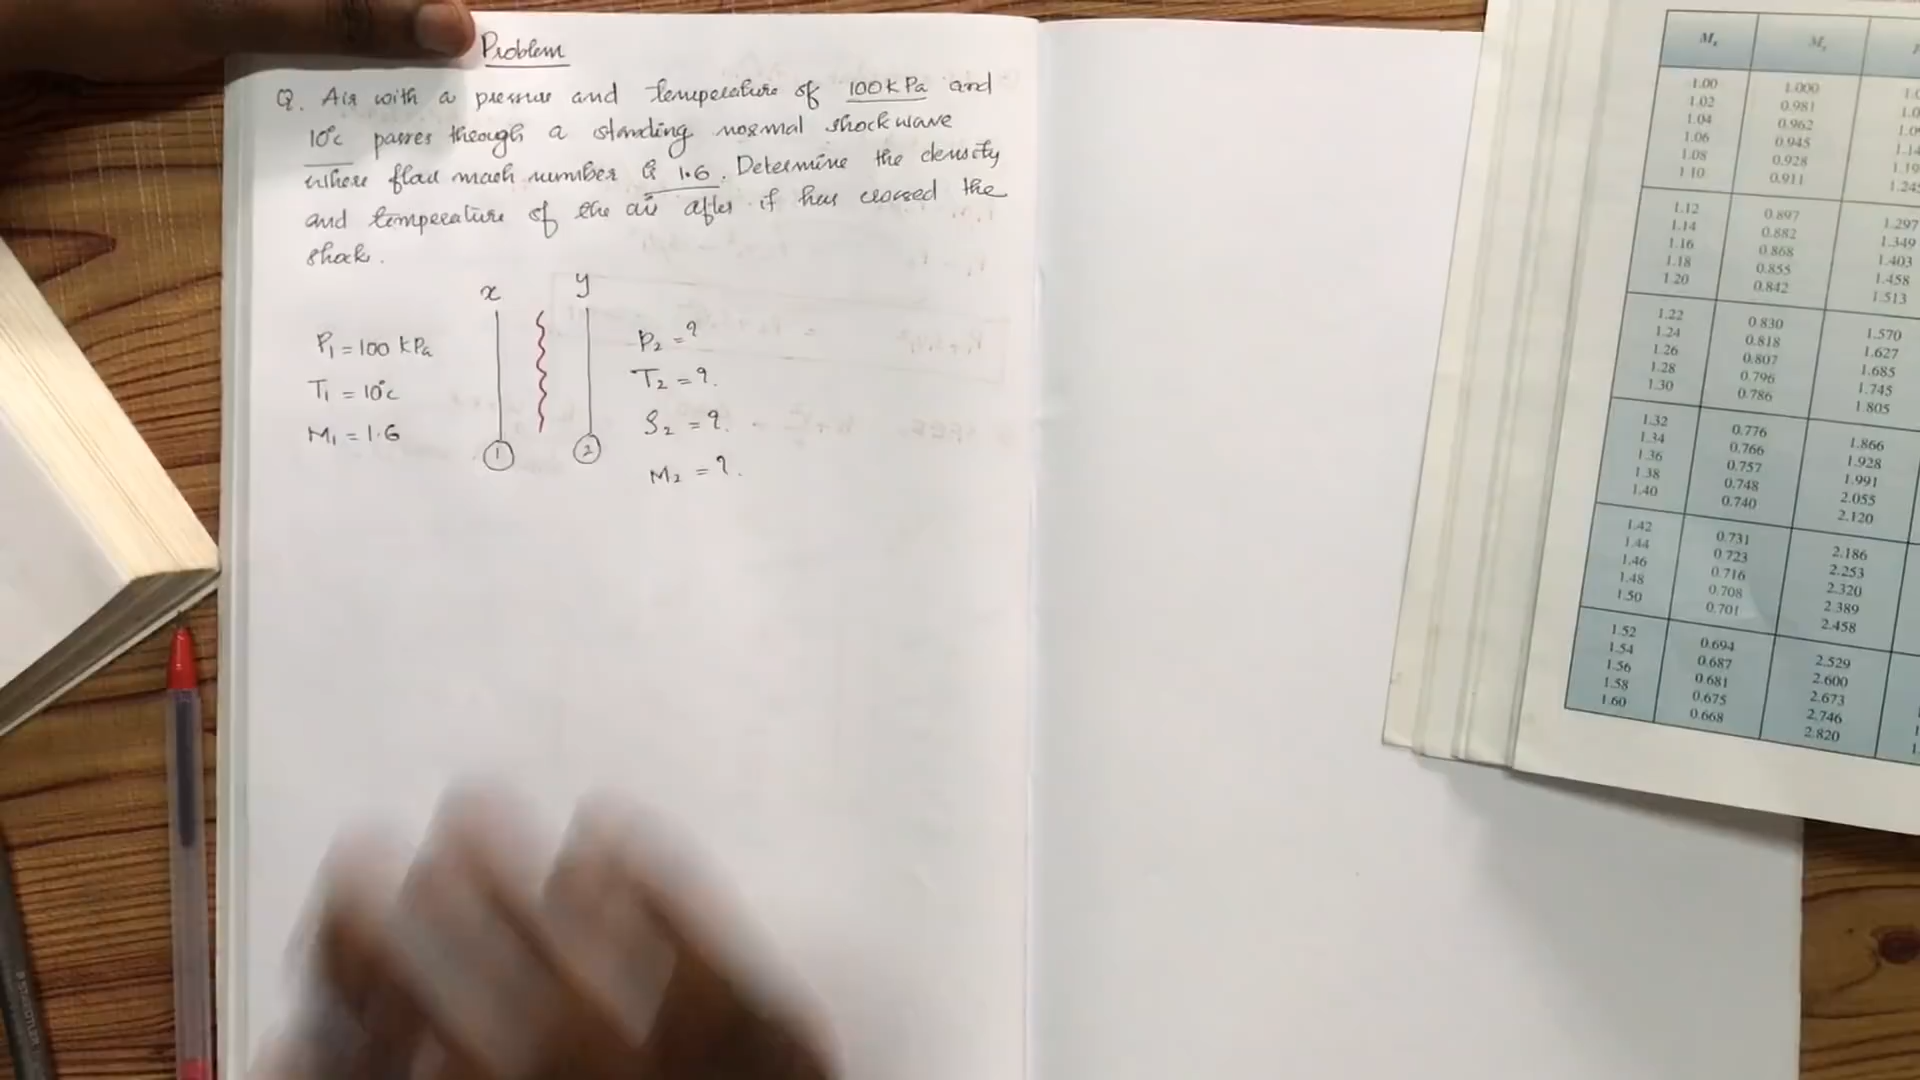 Problem
Q. Air with a pressure and temperature of 100kPa and
10°c passes through a standing normal shock wave
where flow mach number is 1.6. Determine the density
and temperature of the air after it has crossed the
shock.
x y
P1 = 100 kPa
T1 = 10°c
M1 = 1.6
1 2
P2 = ?
T2 = ?.
ρ2 = ?.
M2 = ?.
1.00 1.000
1.02 0.981
1.04 0.962
1.06 0.945
1.08 0.928
1.10 0.911
1.12 0.897 1.297
1.14 0.882 1.349
1.16 0.868 1.403
1.18 0.855 1.458
1.20 0.842 1.513
1.22 0.830 1.570
1.24 0.818 1.627
1.26 0.807 1.685
1.28 0.796 1.745
1.30 0.786 1.805
1.32 0.776 1.866
1.34 0.766 1.928
1.36 0.757 1.991
1.38 0.748 2.055
1.40 0.740 2.120
1.42 0.731 2.186
1.44 0.723 2.253
1.46 0.716 2.320
1.48 0.708 2.389
1.50 0.701 2.458
1.52 0.694 2.529
1.54 0.687 2.600
1.56 0.681 2.673
1.58 0.675 2.746
1.60 0.668 2.820